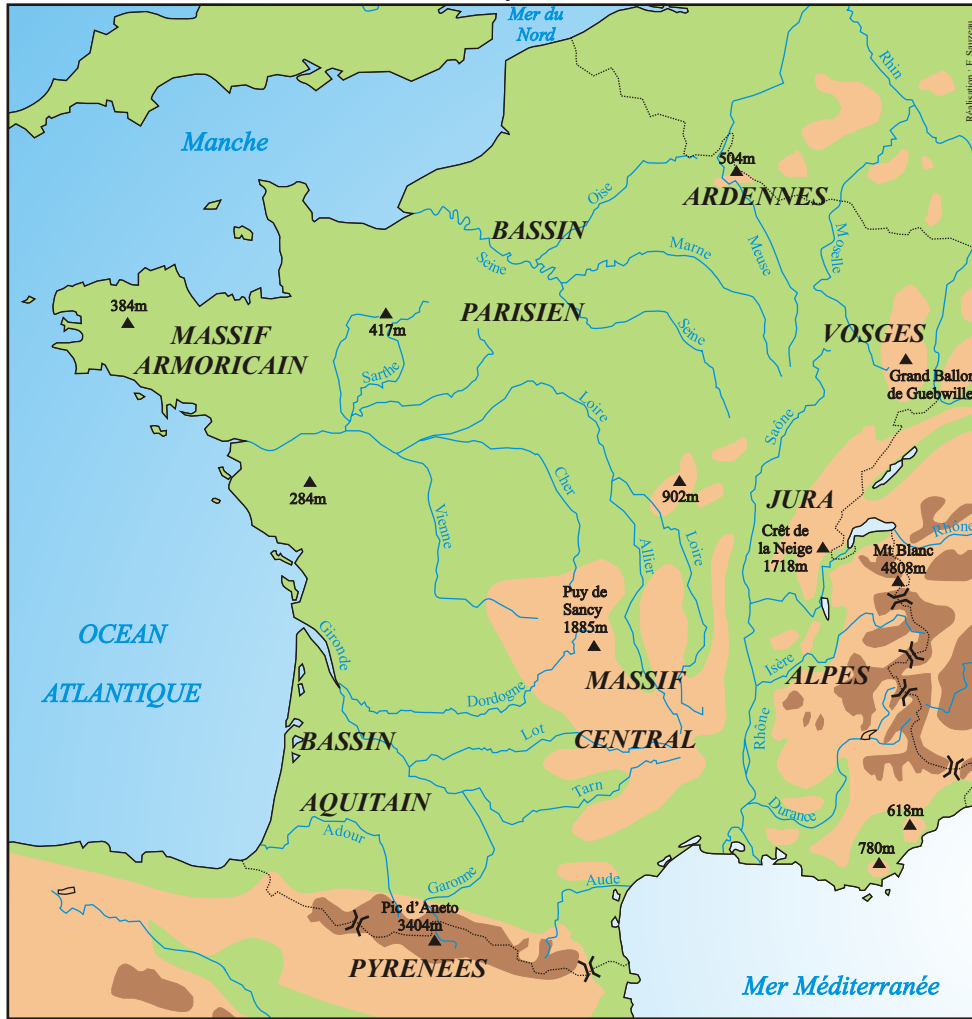 Mer du
Nord
Réalisation : E. Sauzeau
Rhin
Manche
504m
ARDENNES
Oise
BASSIN
Seine
Marne
Meuse
Moselle
384m
417m
PARISIEN
MASSIF
ARMORICAIN
Seine
VOSGES
Sarthe
Grand Ballon
de Guebwiller
Loire
Saône
284m
Cher
902m
JURA
Vienne
Allier
Loire
Crêt de
la Neige
1718m
Rhône
Mt Blanc
4808m
Puy de
Sancy
1885m
OCEAN
ATLANTIQUE
Gironde
Isère
ALPES
MASSIF
Dordogne
Rhône
BASSIN
Lot
CENTRAL
Tarn
AQUITAIN
Durance
618m
Adour
780m
Garonne
Aude
Pic d'Aneto
3404m
PYRENEES
Mer Méditerranée